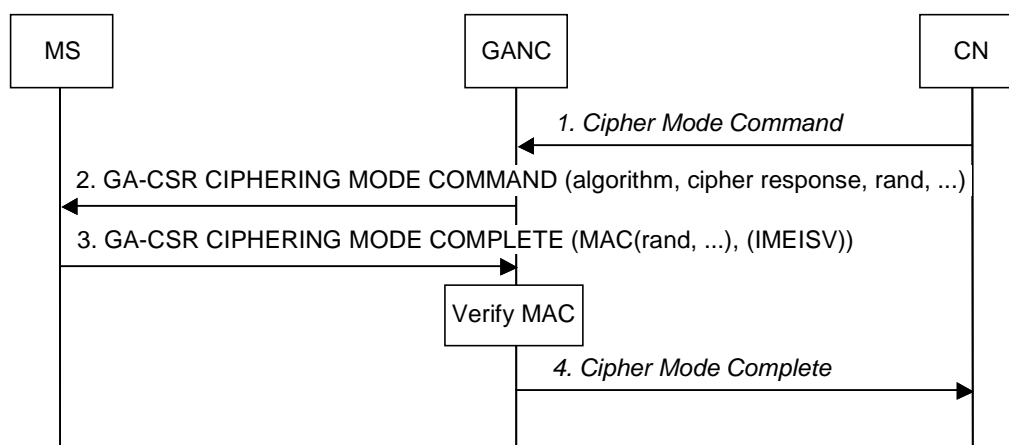 MS
GANC
CN
1. Cipher Mode Command
2. GA-CSR CIPHERING MODE COMMAND (algorithm, cipher response, rand, ...)
3. GA-CSR CIPHERING MODE COMPLETE (MAC(rand, ...), (IMEISV))
Verify MAC
4. Cipher Mode Complete